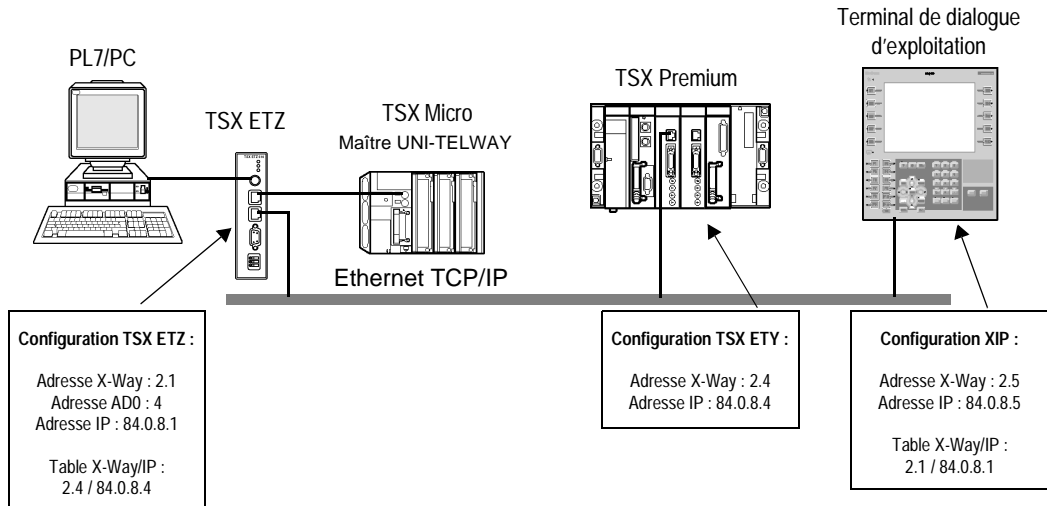 Terminal de dialogue
d'exploitation
PL7/PC
TSX Premium
TSX ETZ
TSX Micro
Maître UNI-TELWAY
Ethernet TCP/IP
Configuration TSX ETZ :
Adresse X-Way : 2.1
Adresse AD0 : 4
Adresse IP : 84.0.8.1
Table X-Way/IP :
2.4 / 84.0.8.4
Configuration TSX ETY :
Adresse X-Way : 2.4
Adresse IP : 84.0.8.4
Configuration XIP :
Adresse X-Way : 2.5
Adresse IP : 84.0.8.5
Table X-Way/IP :
2.1 / 84.0.8.1